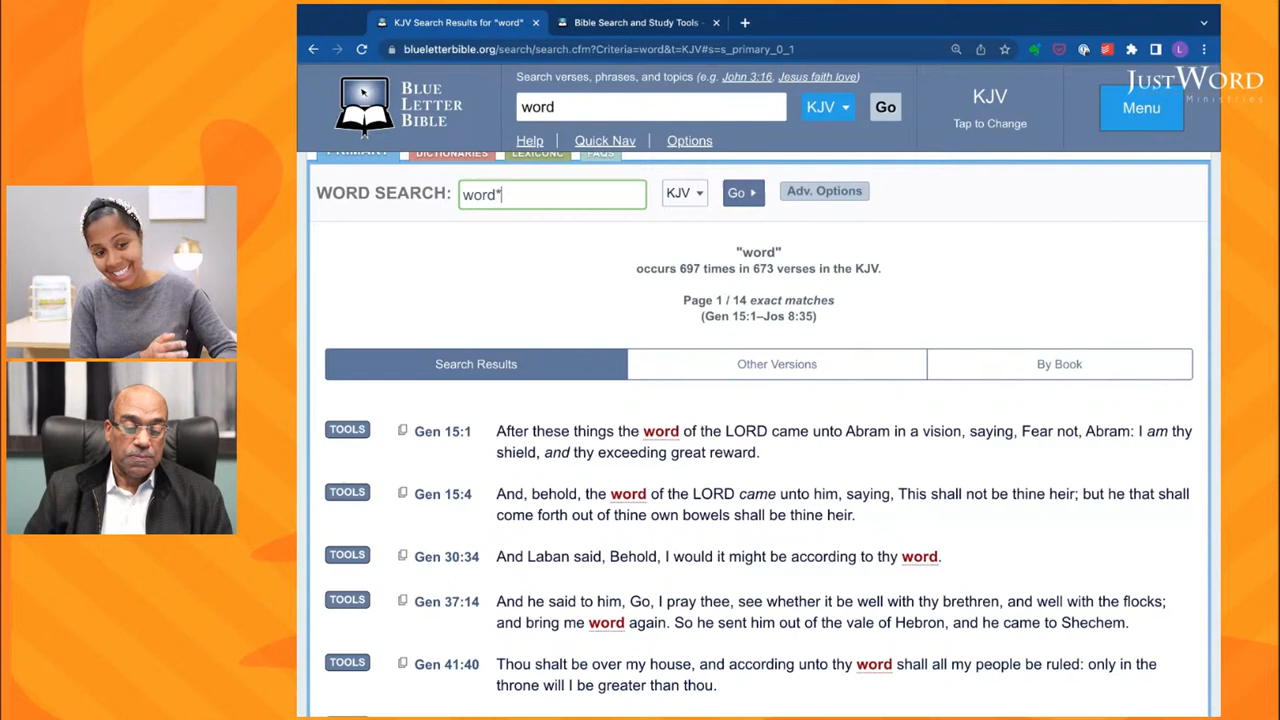 KJV Search Results for "word"
Bible Search and Study Tools -
blueletterbible.org/search/search.cfm?Criteria=word&t=KJV#s=s_primary_0_1
L
JUSTWORD
Ministries
BLUE
LETTER
BIBLE
Search verses, phrases, and topics (e.g. John 3:16, Jesus faith love)
word
KJV
Go
Help | Quick Nav | Options
KJV
Tap to Change
Menu
PRIMARY
DICTIONARIES
LEXICONC
FAQS
WORD SEARCH:
word*
KJV
Go
Adv. Options
"word"
occurs 697 times in 673 verses in the KJV.
Page 1 / 14 exact matches
(Gen 15:1–Jos 8:35)
Search Results
Other Versions
By Book
TOOLS
Gen 15:1
After these things the word of the LORD came unto Abram in a vision, saying, Fear not, Abram: I am thy
shield, and thy exceeding great reward.
TOOLS
Gen 15:4
And, behold, the word of the LORD came unto him, saying, This shall not be thine heir; but he that shall
come forth out of thine own bowels shall be thine heir.
TOOLS
Gen 30:34
And Laban said, Behold, I would it might be according to thy word.
TOOLS
Gen 37:14
And he said to him, Go, I pray thee, see whether it be well with thy brethren, and well with the flocks;
and bring me word again. So he sent him out of the vale of Hebron, and he came to Shechem.
TOOLS
Gen 41:40
Thou shalt be over my house, and according unto thy word shall all my people be ruled: only in the
throne will I be greater than thou.